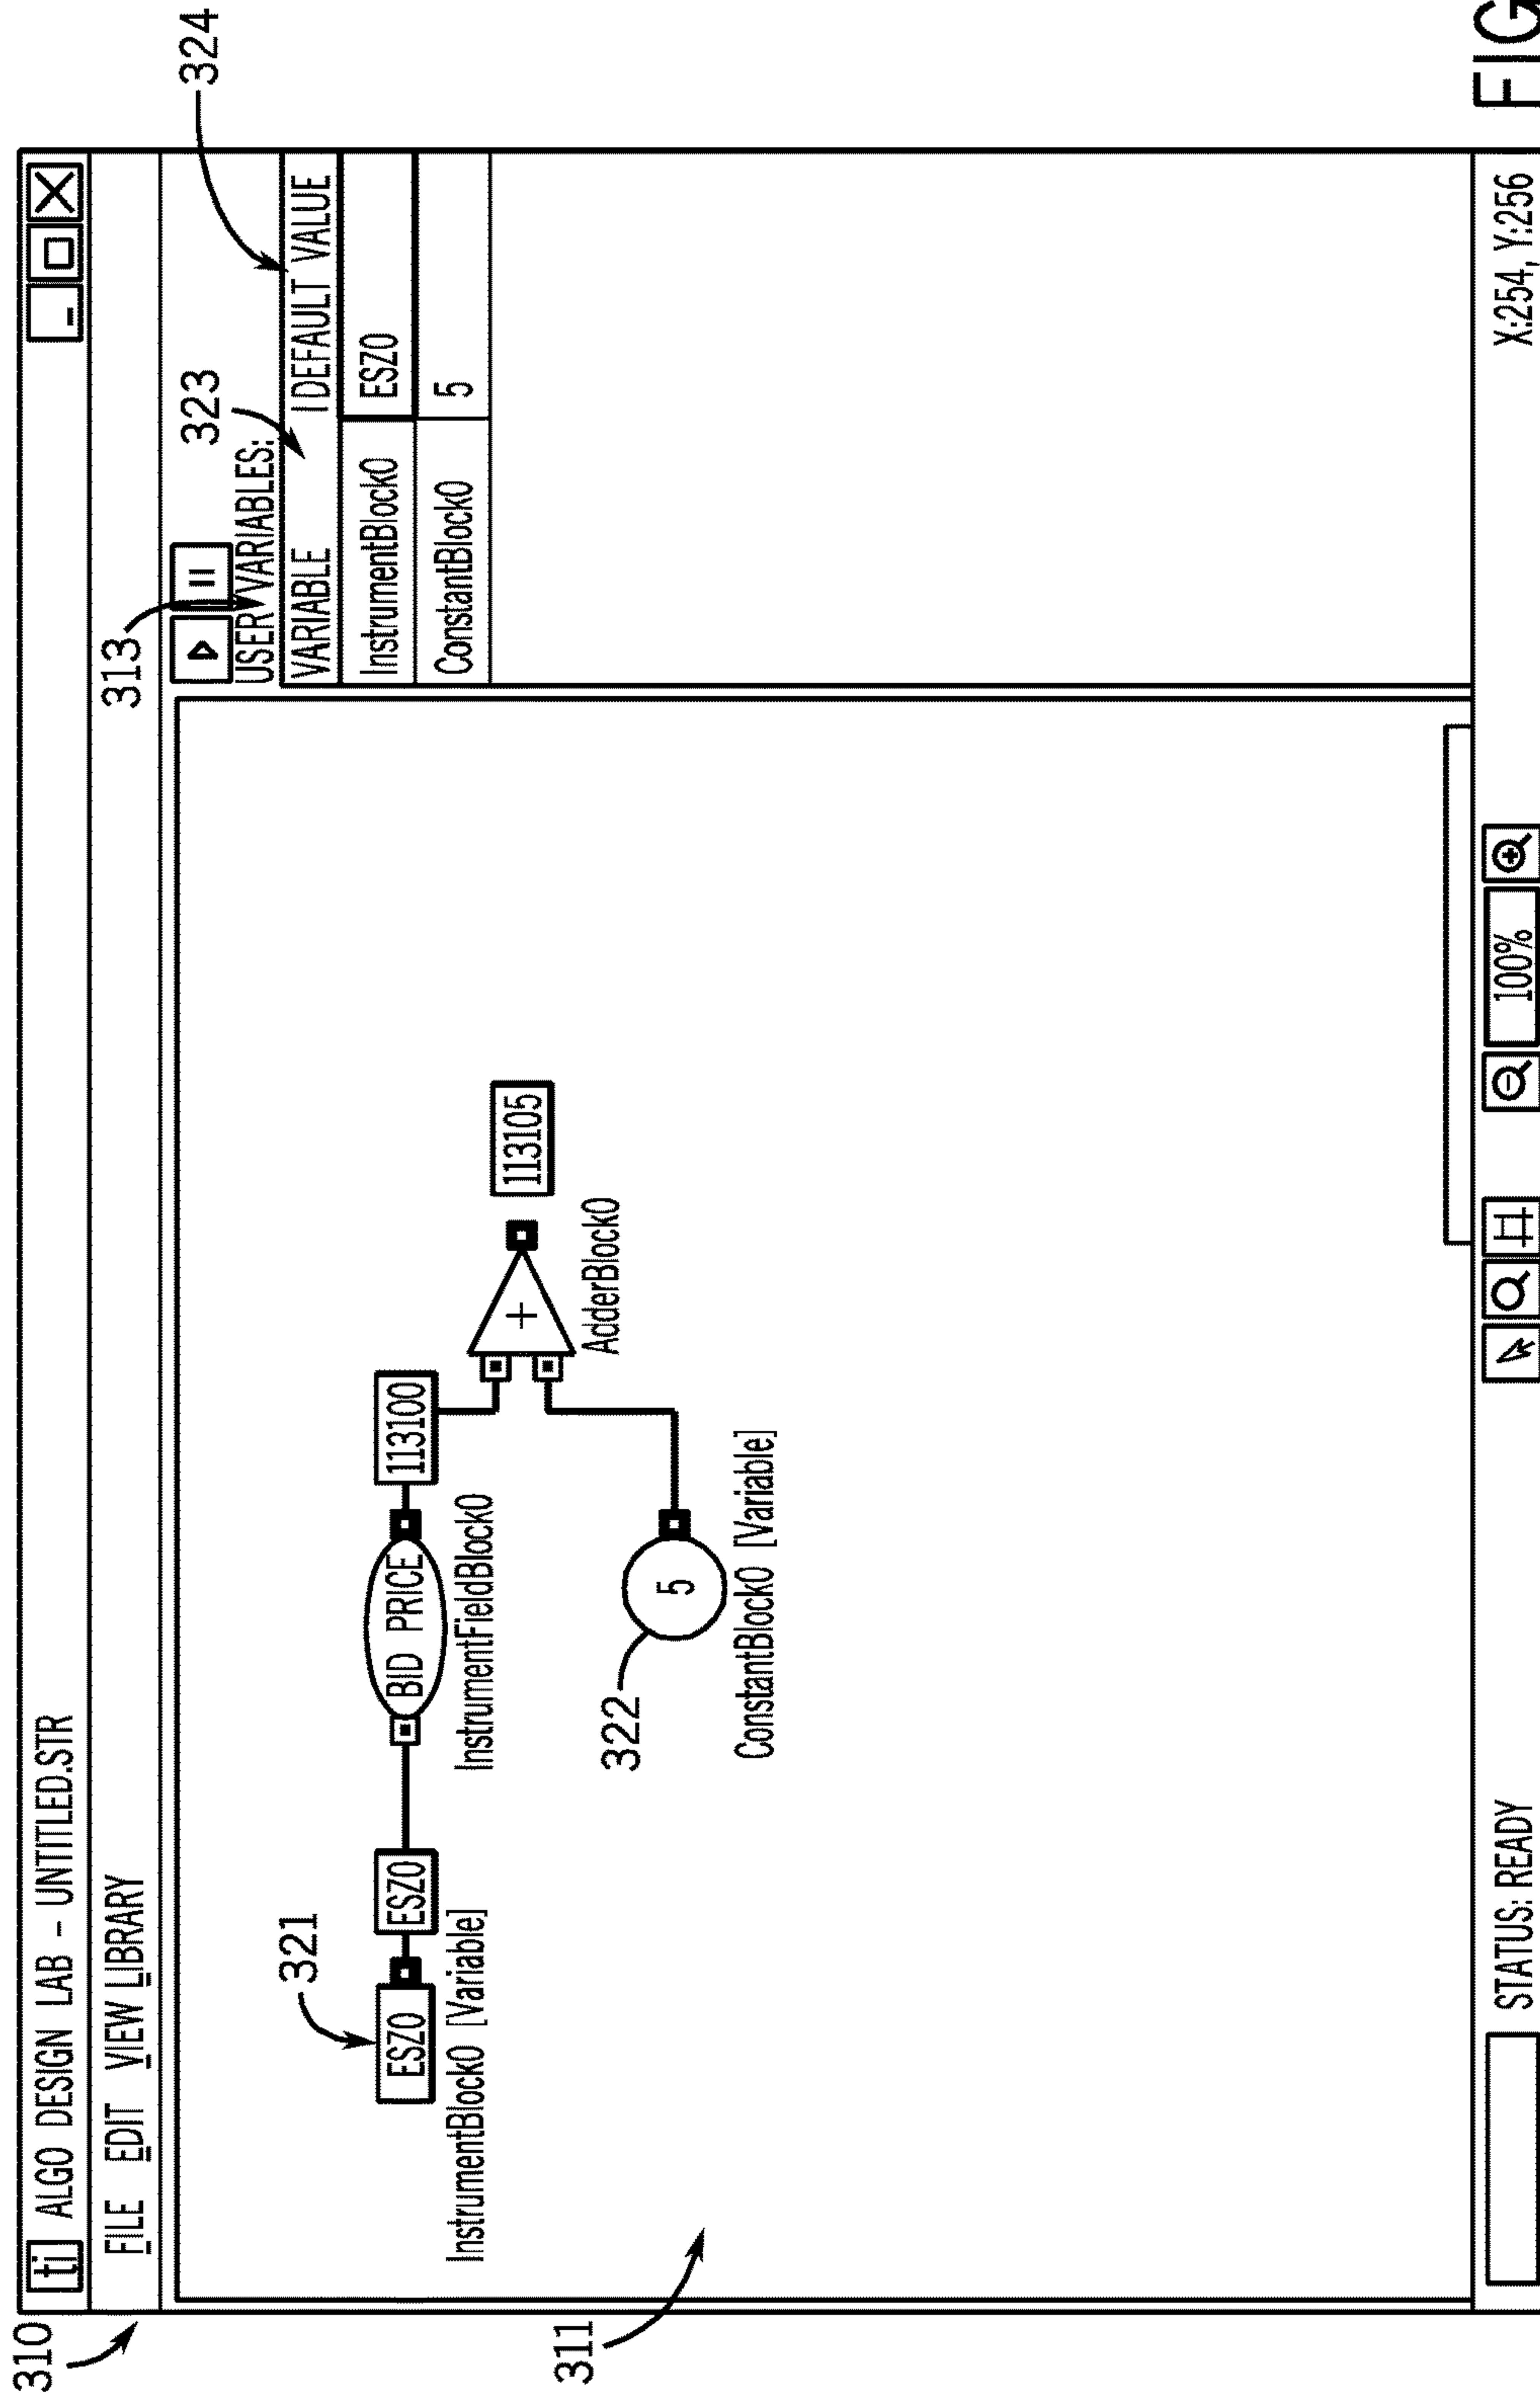 310
ti ALGO DESIGN LAB - UNTITLED.STR
FILE EDIT VIEW LIBRARY
313
323
324
USER VARIABLES:
VARIABLE DEFAULT VALUE
InstrumentBlock0 ESZ0
ConstantBlock0 5
321
ESZ0
ESZ0
BID PRICE
113100
InstrumentBlock0 [Variable]
InstrumentFieldBlock0
+
113105
AdderBlock0
311
322
5
ConstantBlock0 [Variable]
STATUS: READY
100%
X:254, Y:256
FIG